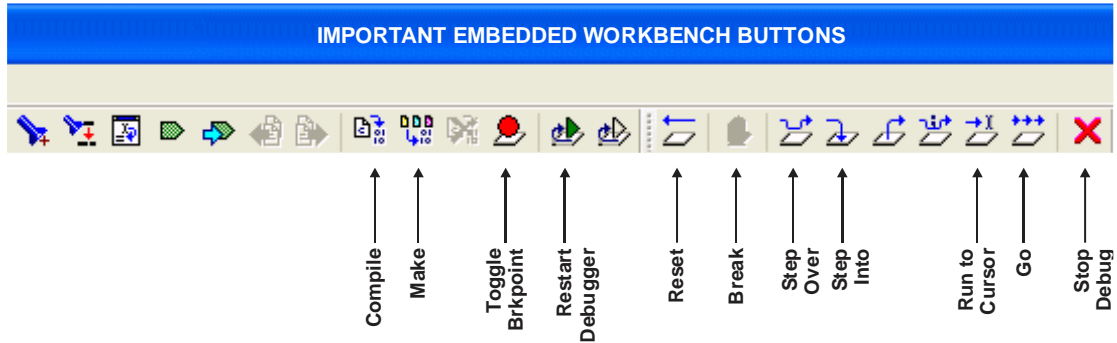 IMPORTANT EMBEDDED WORKBENCH BUTTONS
Compile
Make
Toggle
Brkpoint
Restart
Debugger
Reset
Break
Step
Over
Step
Into
Run to
Cursor
Go
Stop
Debug